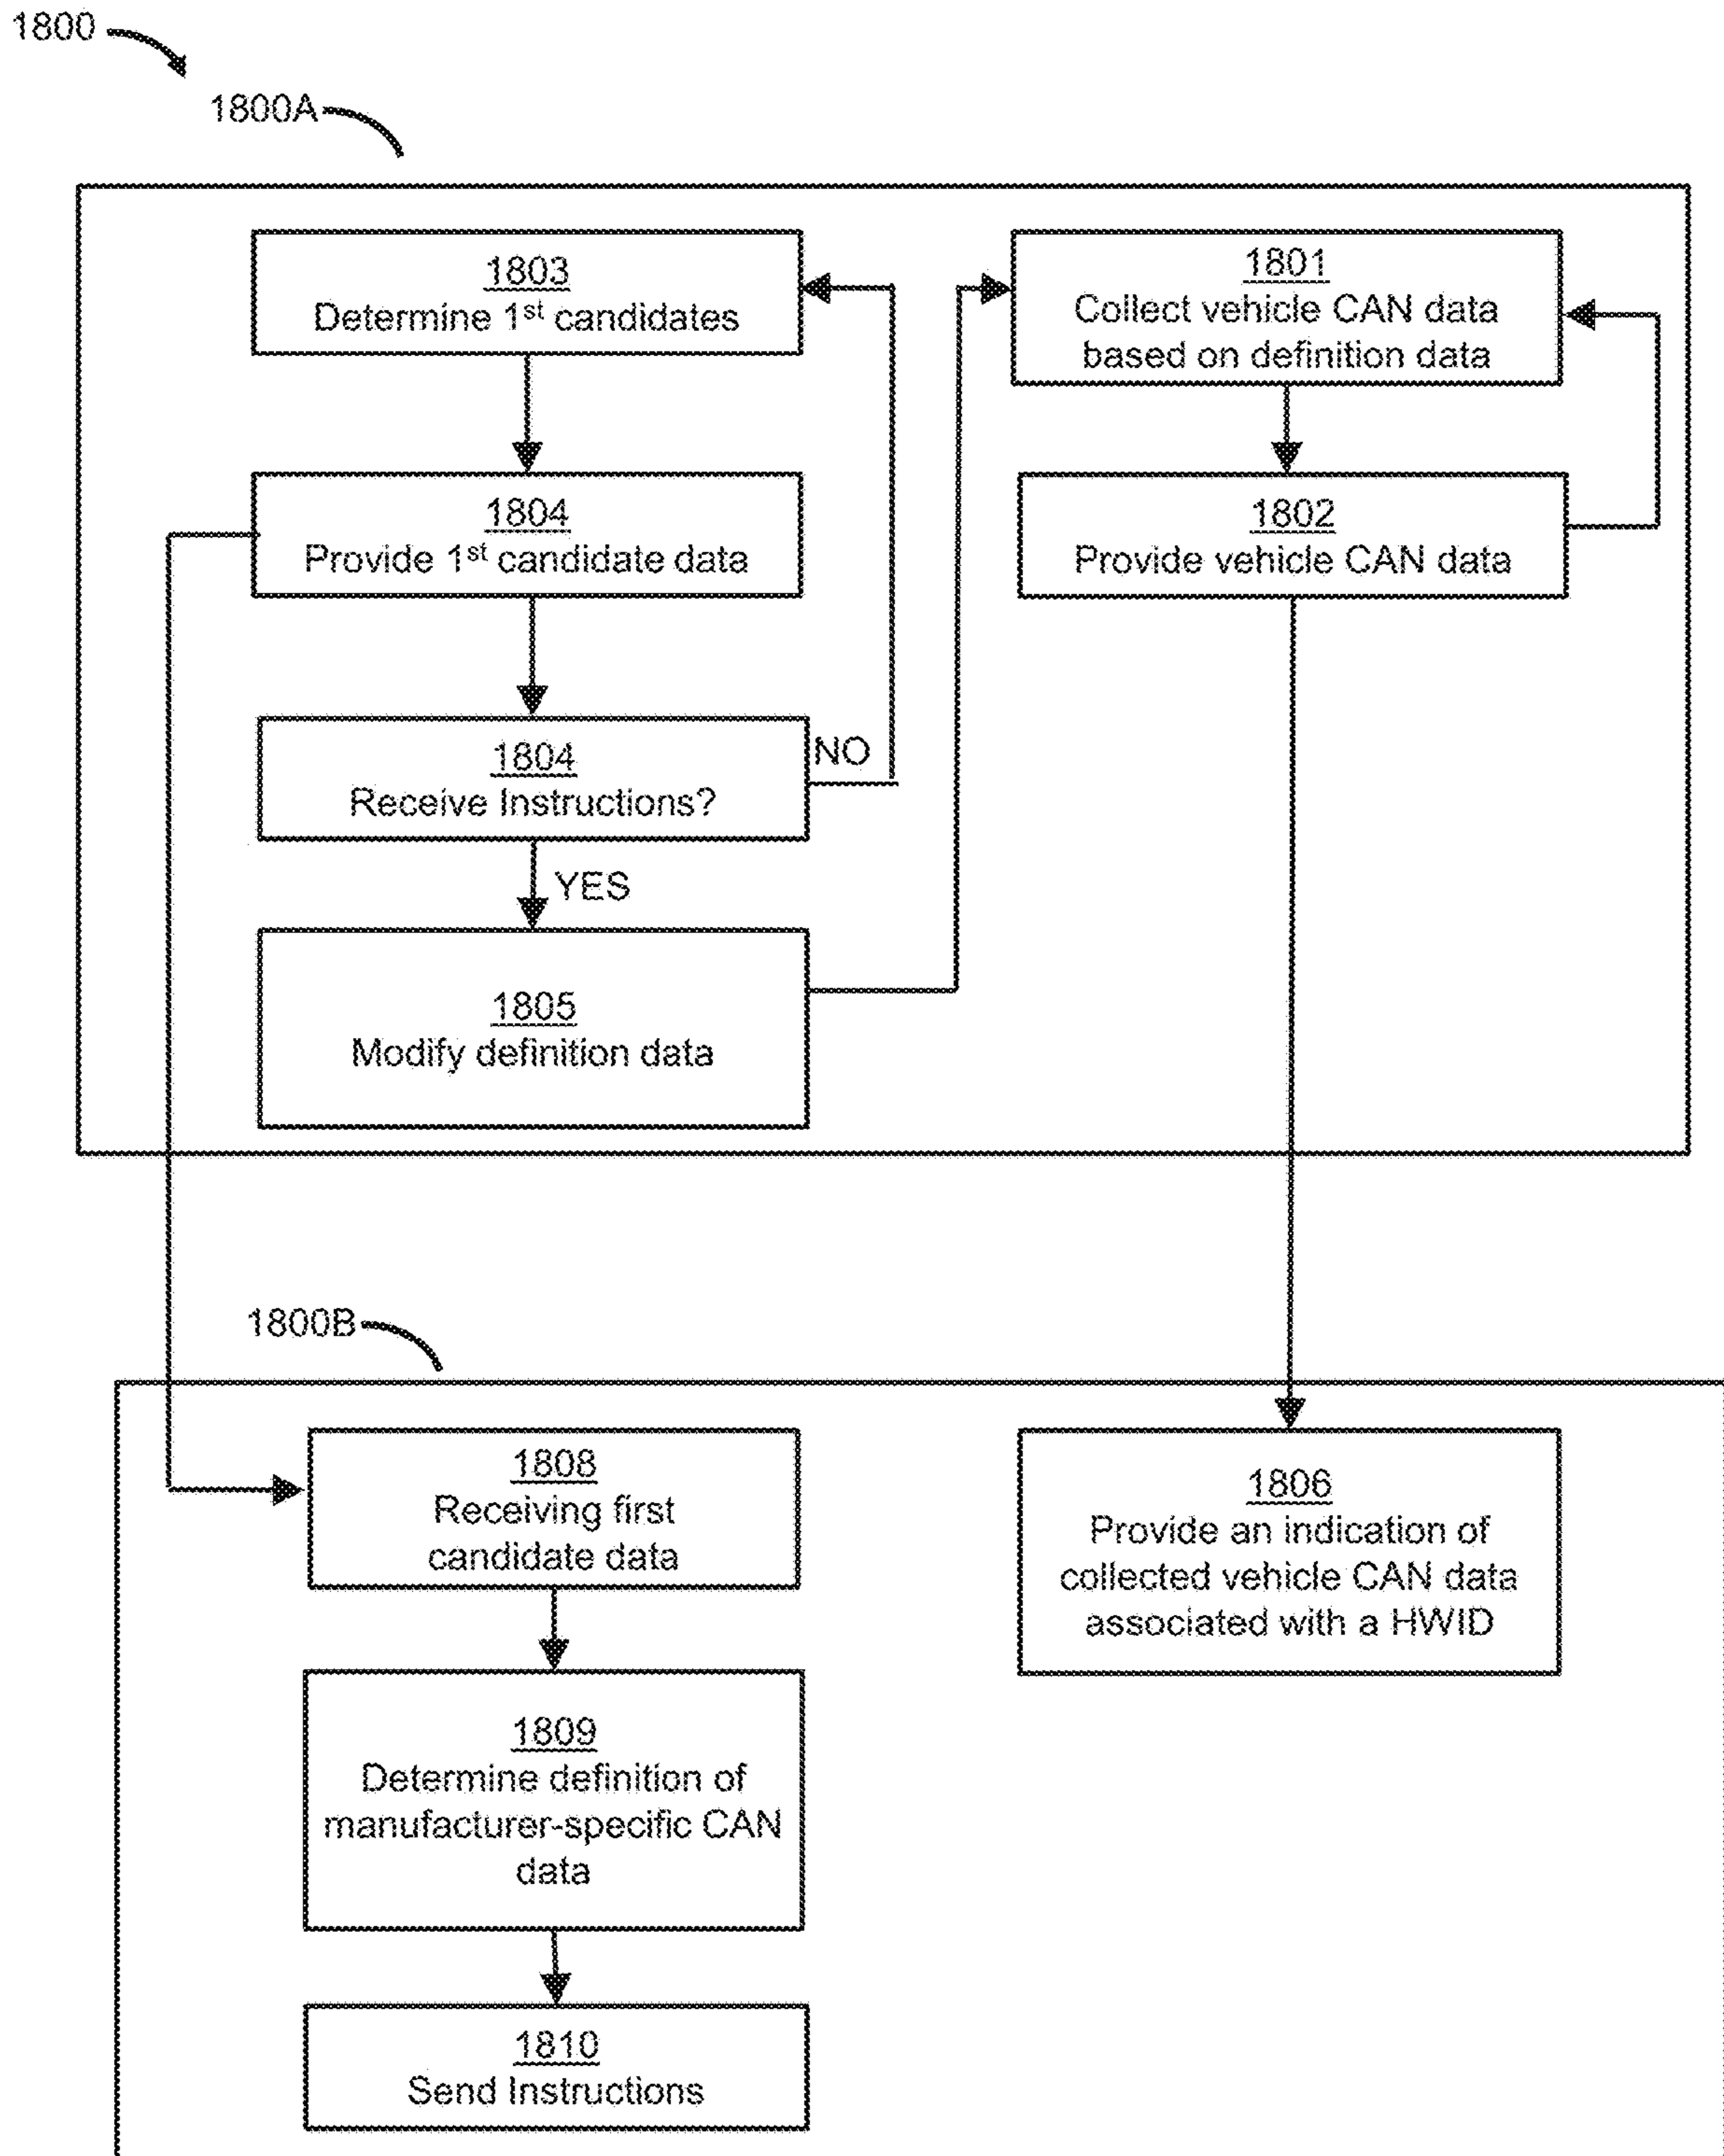 1800
1800A
1803
Determine 1st candidates
1804
Provide 1st candidate data
1804
Receive Instructions?
NO
YES
1805
Modify definition data
1801
Collect vehicle CAN data
based on definition data
1802
Provide vehicle CAN data
1800B
1808
Receiving first
candidate data
1809
Determine definition of
manufacturer-specific CAN
data
1810
Send Instructions
1806
Provide an indication of
collected vehicle CAN data
associated with a HWID